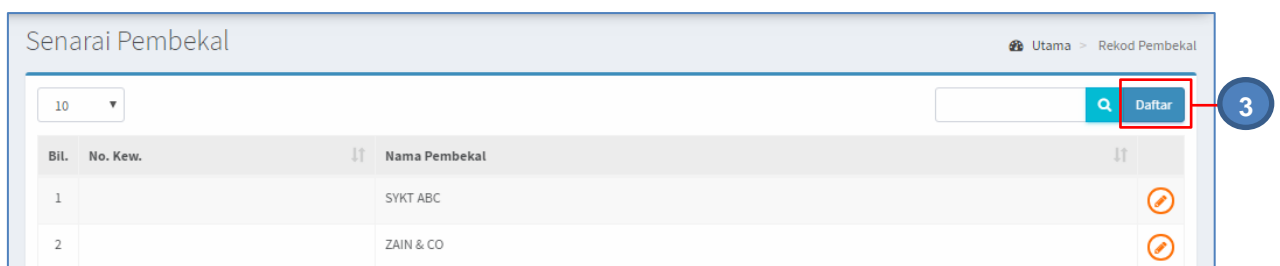 Senarai Pembekal
Utama > Rekod Pembekal
10
Daftar
3
Bil. No. Kew. Nama Pembekal
1 SYKT ABC
2 ZAIN & CO